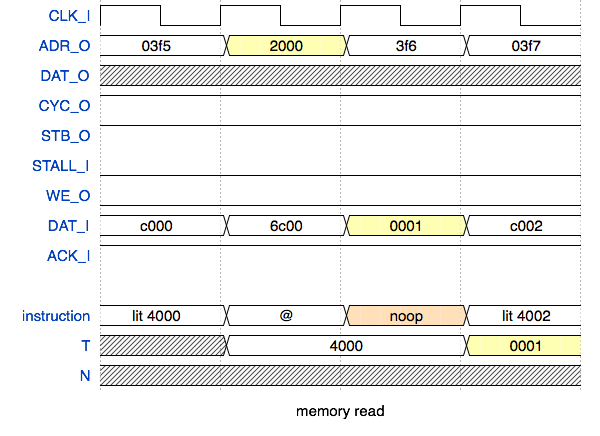 CLK_I
ADR_O 03f5 2000 3f6 03f7
DAT_O
CYC_O
STB_O
STALL_I
WE_O
DAT_I c000 6c00 0001 c002
ACK_I
instruction lit 4000 @ noop lit 4002
T 4000 0001
N
memory read